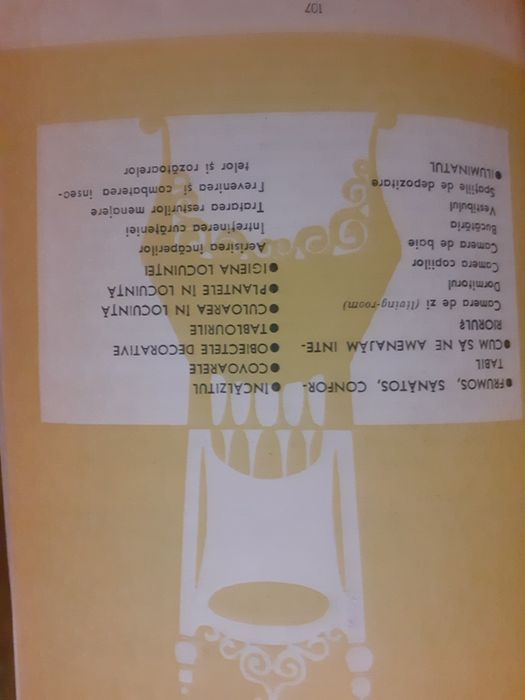 ● FRUMOS, SĂNĂTOS, CONFOR-
TABIL
● CUM SĂ NE AMENAJĂM INTE-
RIORUL?
Camera de zi (living-room)
Dormitorul
Camera copiilor
Camera de baie
Bucătăria
Vestibulul
Spațiile de depozitare
● ILUMINATUL
● ÎNCĂLZITUL
● COVOARELE
● OBIECTELE DECORATIVE
● TABLOURILE
● CULOAREA ÎN LOCUINȚĂ
● PLANTELE ÎN LOCUINȚĂ
● IGIENA LOCUINȚEI
Aerisirea încăperilor
Întreținerea curățeniei
Tratarea resturilor menajere
Prevenirea și combaterea insec-
telor și rozătoarelor
107